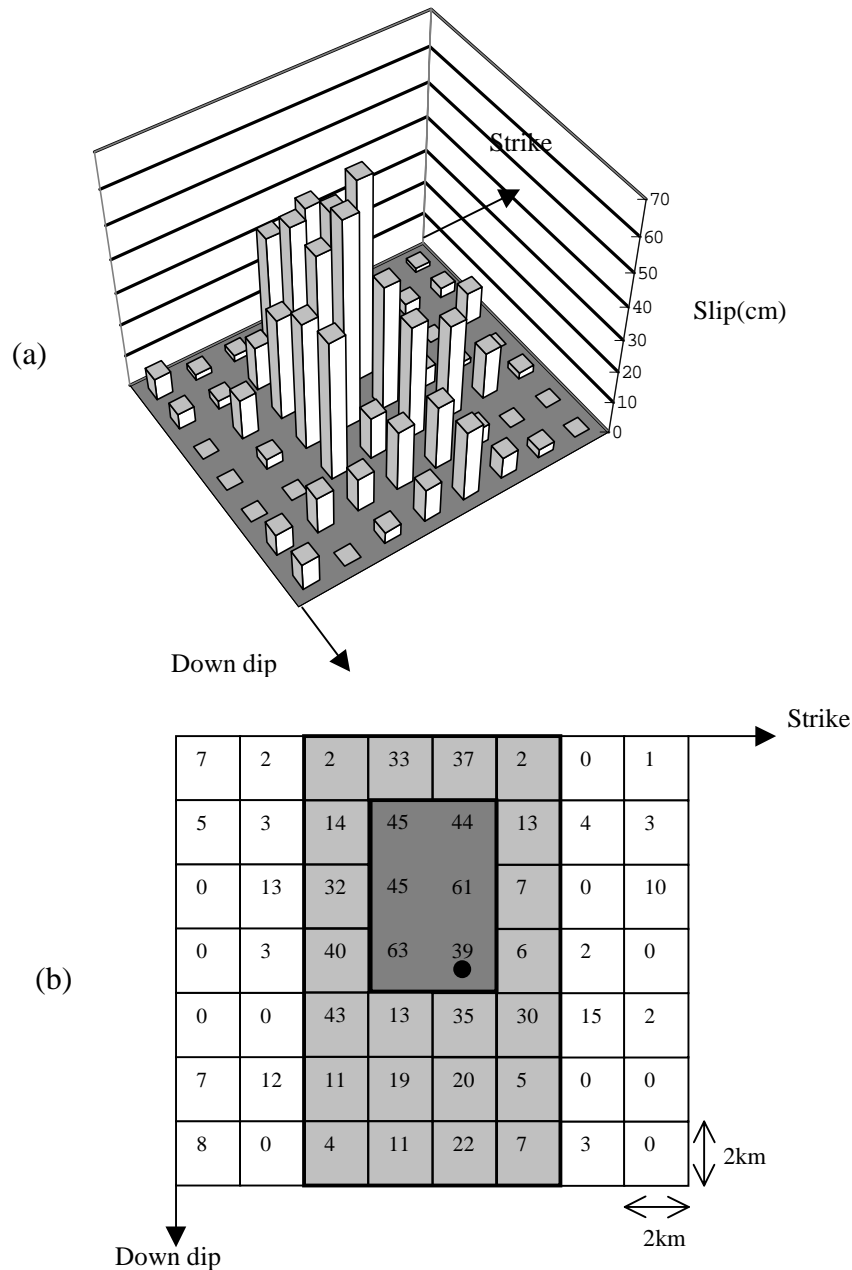 Strike
70
60
50
40
30
20
10
0
Slip(cm)
(a)
Down dip
Strike
7 2 2 33 37 2 0 1
5 3 14 45 44 13 4 3
0 13 32 45 61 7 0 10
0 3 40 63 39 6 2 0
(b)
0 0 43 13 35 30 15 2
7 12 11 19 20 5 0 0
8 0 4 11 22 7 3 0
2km
2km
Down dip